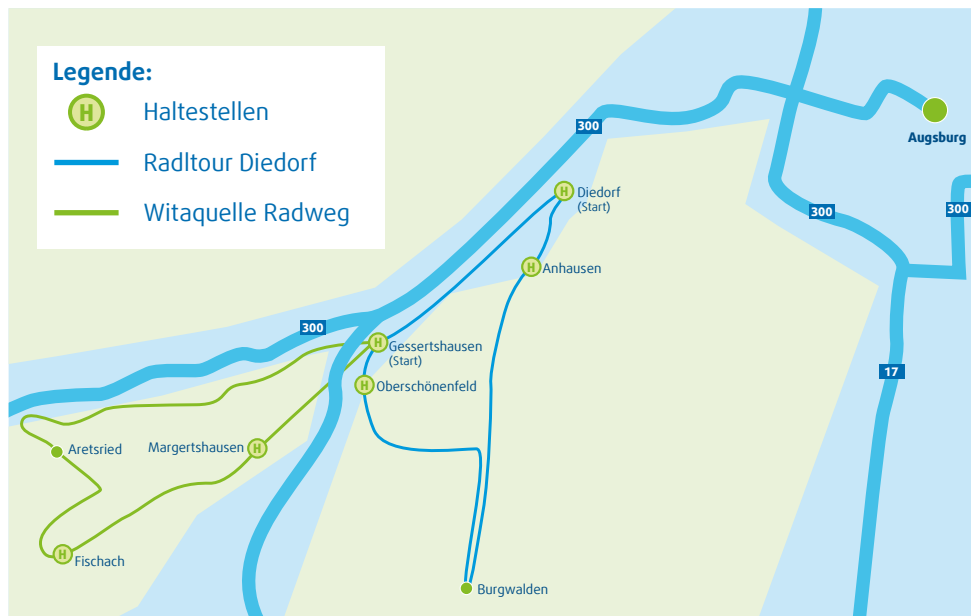 Legende:
H Haltestellen
Radltour Diedorf
Witaquelle Radweg
300
Augsburg
H Diedorf
(Start)
300
300
H Anhausen
300
H Gessertshausen
(Start)
17
H Oberschönenfeld
Aretsried
Margertshausen H
H Fischach
Burgwalden